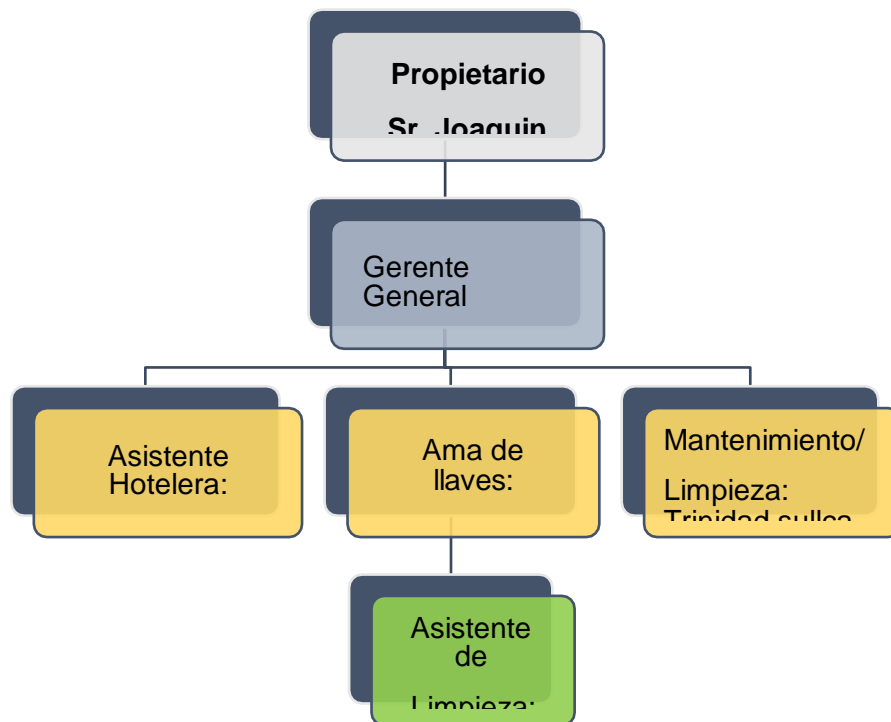 Propietario
Sr. Joaquin
Gerente
General
Asistente
Hotelera:
Ama de
llaves:
Mantenimiento/
Limpieza:
Trinidad sullca
Asistente
de
Limpieza: